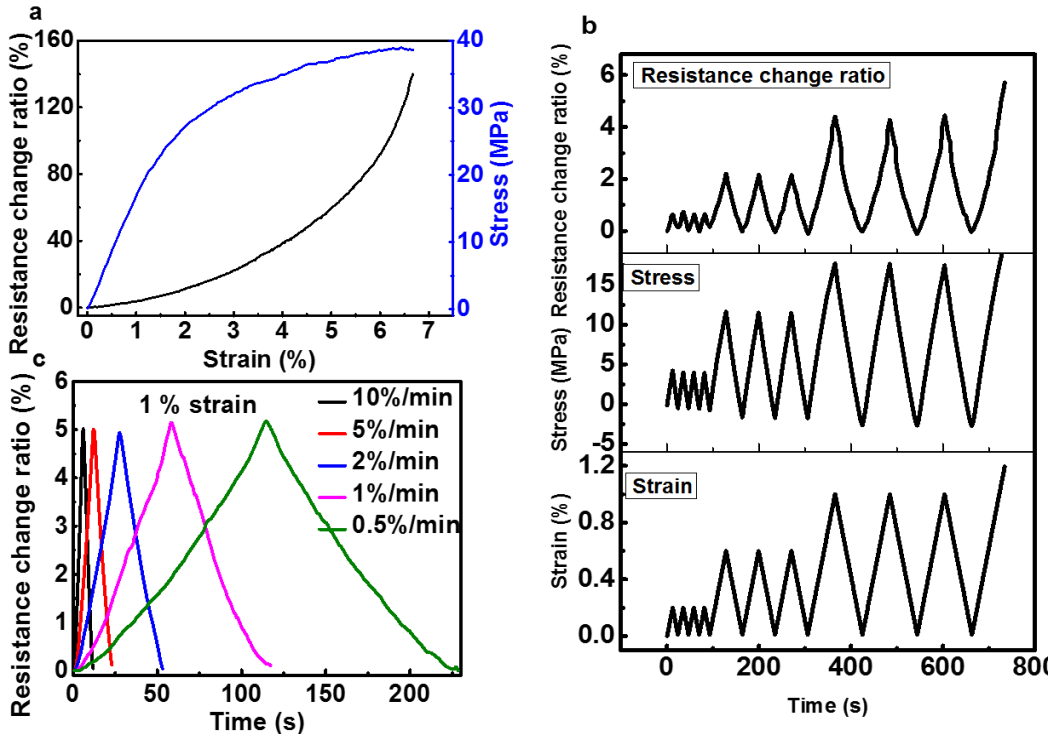 a
Resistance change ratio (%)
160
120
80
40
0
40
30
20
10
0
Stress (MPa)
0 1 2 3 4 5 6 7
Strain (%)
b
Resistance change ratio (%)
6
4
2
0
Resistance change ratio
Stress (MPa)
15
10
5
0
-5
Stress
Strain (%)
1.2
0.8
0.4
0.0
Strain
0 200 400 600 800
Time (s)
c
Resistance change ratio (%)
6
5
4
3
2
1
0
1 % strain
10%/min
5%/min
2%/min
1%/min
0.5%/min
0 50 100 150 200
Time (s)